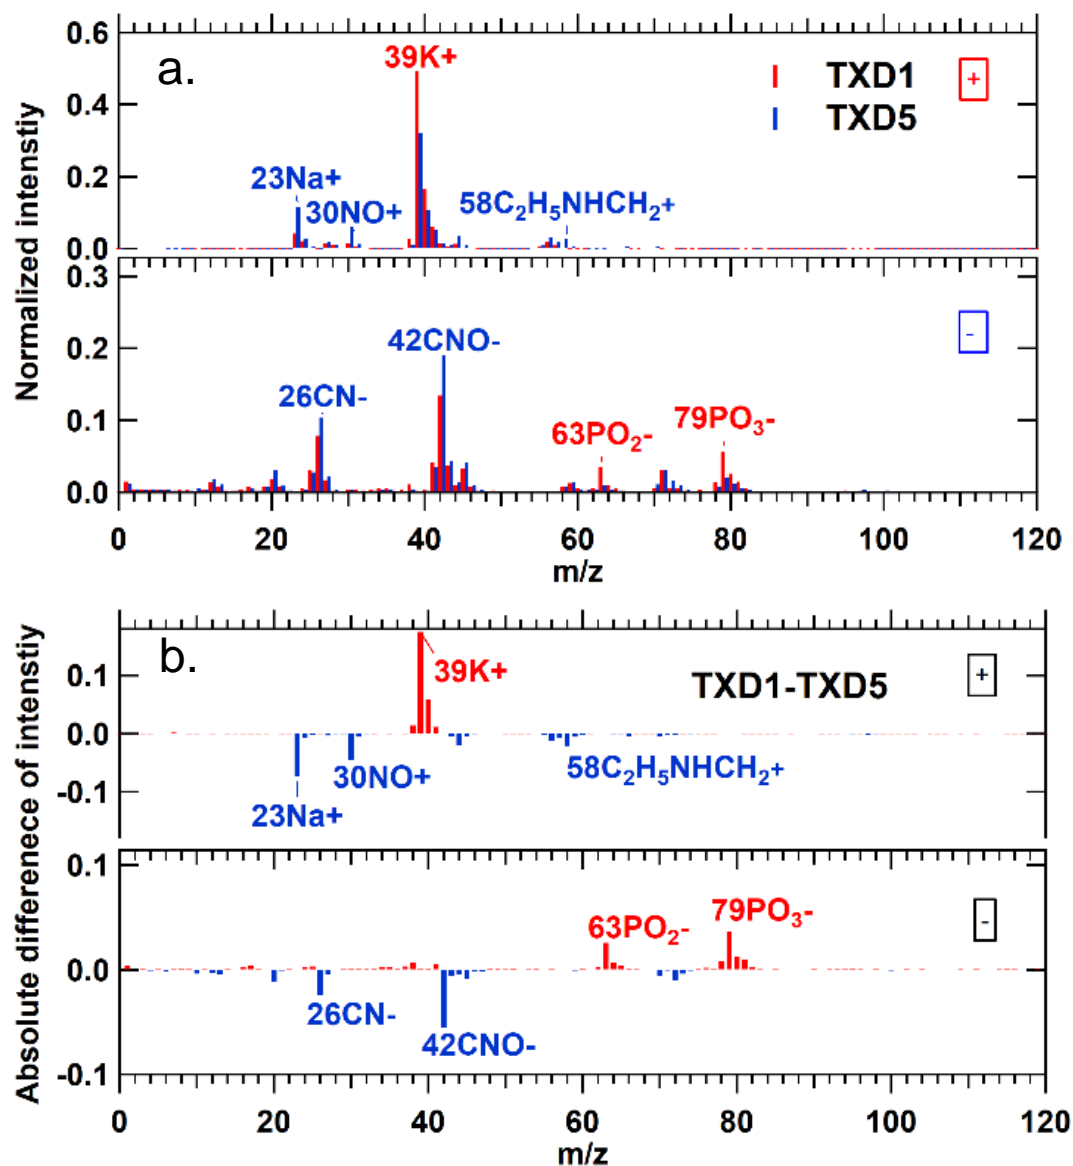 a.
39K+
TXD1
+
TXD5
23Na+
30NO+
58C₂H₅NHCH₂+
0.6
0.4
0.2
0.0
Normalized intenstiy
42CNO-
-
26CN-
63PO₂-
79PO₃-
0.3
0.2
0.1
0.0
0 20 40 60 80 100 120
m/z
b.
39K+
TXD1-TXD5
+
30NO+
58C₂H₅NHCH₂+
23Na+
0.1
0.0
-0.1
Absolute differenece of intenstiy
63PO₂-
79PO₃-
-
26CN-
42CNO-
0.1
0.0
-0.1
0 20 40 60 80 100 120
m/z